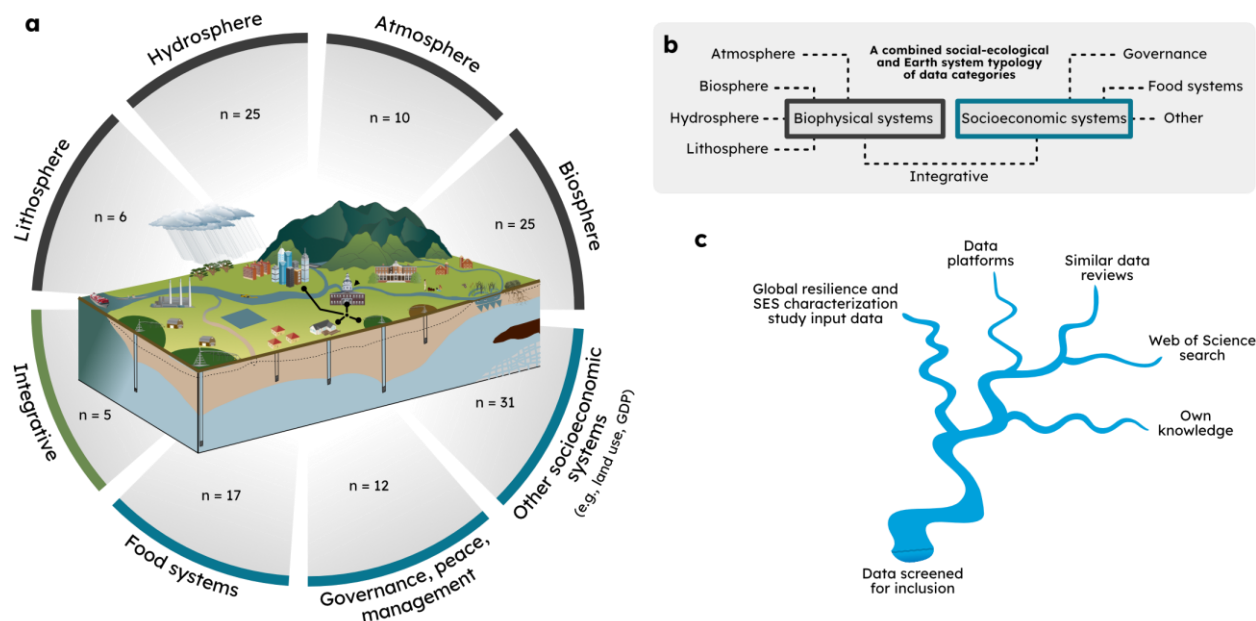 a
Hydrosphere
Atmosphere
n = 25
n = 10
Lithosphere
Biosphere
n = 6
n = 25
Integrative
n = 5
n = 31
Other socioeconomic
systems
(e.g., land use, GDP)
n = 17
n = 12
Food systems
Governance, peace,
management
b
A combined social-ecological
and Earth system typology
of data categories
Atmosphere
Biosphere
Hydrosphere
Lithosphere
Biophysical systems
Socioeconomic systems
Governance
Food systems
Other
Integrative
c
Data
platforms
Similar data
reviews
Global resilience and
SES characterization
study input data
Web of Science
search
Own
knowledge
Data screened
for inclusion